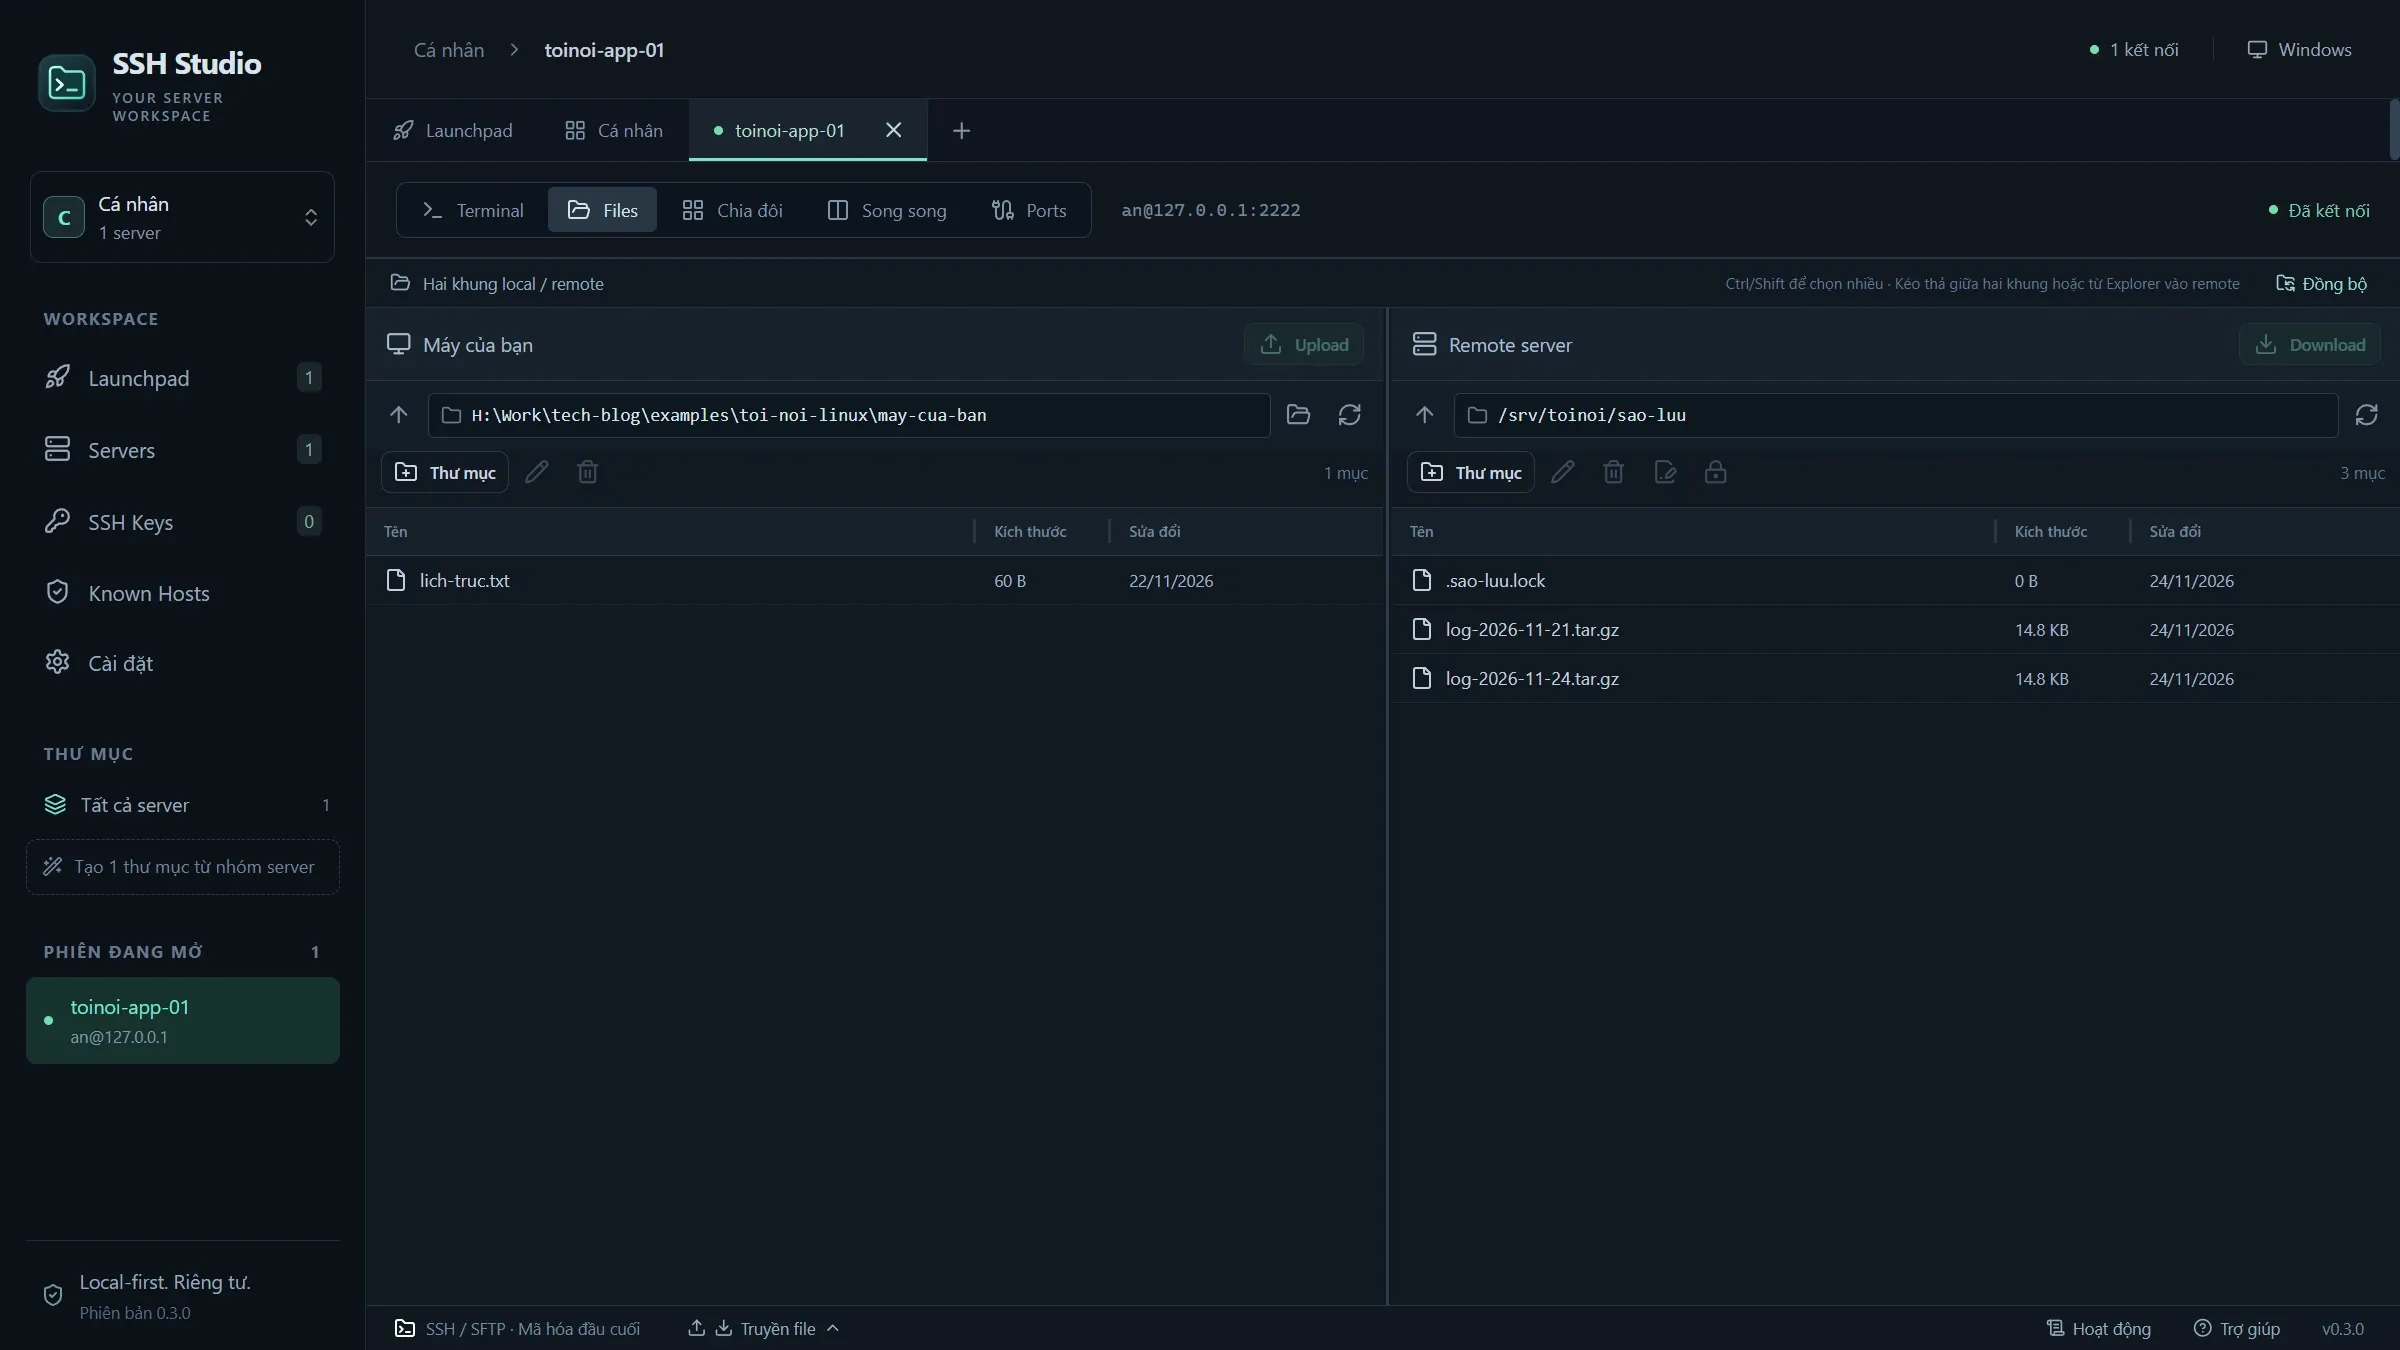 SSH Studio
YOUR SERVER
WORKSPACE
C
Cá nhân
1 server
WORKSPACE
Launchpad 1
Servers 1
SSH Keys 0
Known Hosts
Cài đặt
THƯ MỤC
Tất cả server 1
Tạo 1 thư mục từ nhóm server
PHIÊN ĐANG MỞ 1
toinoi-app-01
an@127.0.0.1
Local-first. Riêng tư.
Phiên bản 0.3.0
Cá nhân > toinoi-app-01
1 kết nối
Windows
Launchpad
Cá nhân
toinoi-app-01
Terminal
Files
Chia đôi
Song song
Ports
an@127.0.0.1:2222
Đã kết nối
Hai khung local / remote
Ctrl/Shift để chọn nhiều · Kéo thả giữa hai khung hoặc từ Explorer vào remote
Đồng bộ
Máy của bạn
Upload
H:\Work\tech-blog\examples\toi-noi-linux\may-cua-ban
Thư mục
1 mục
Tên Kích thước Sửa đổi
lich-truc.txt 60 B 22/11/2026
Remote server
Download
/srv/toinoi/sao-luu
Thư mục
3 mục
Tên Kích thước Sửa đổi
.sao-luu.lock 0 B 24/11/2026
log-2026-11-21.tar.gz 14.8 KB 24/11/2026
log-2026-11-24.tar.gz 14.8 KB 24/11/2026
SSH / SFTP · Mã hóa đầu cuối
Truyền file
Hoạt động
Trợ giúp
v0.3.0